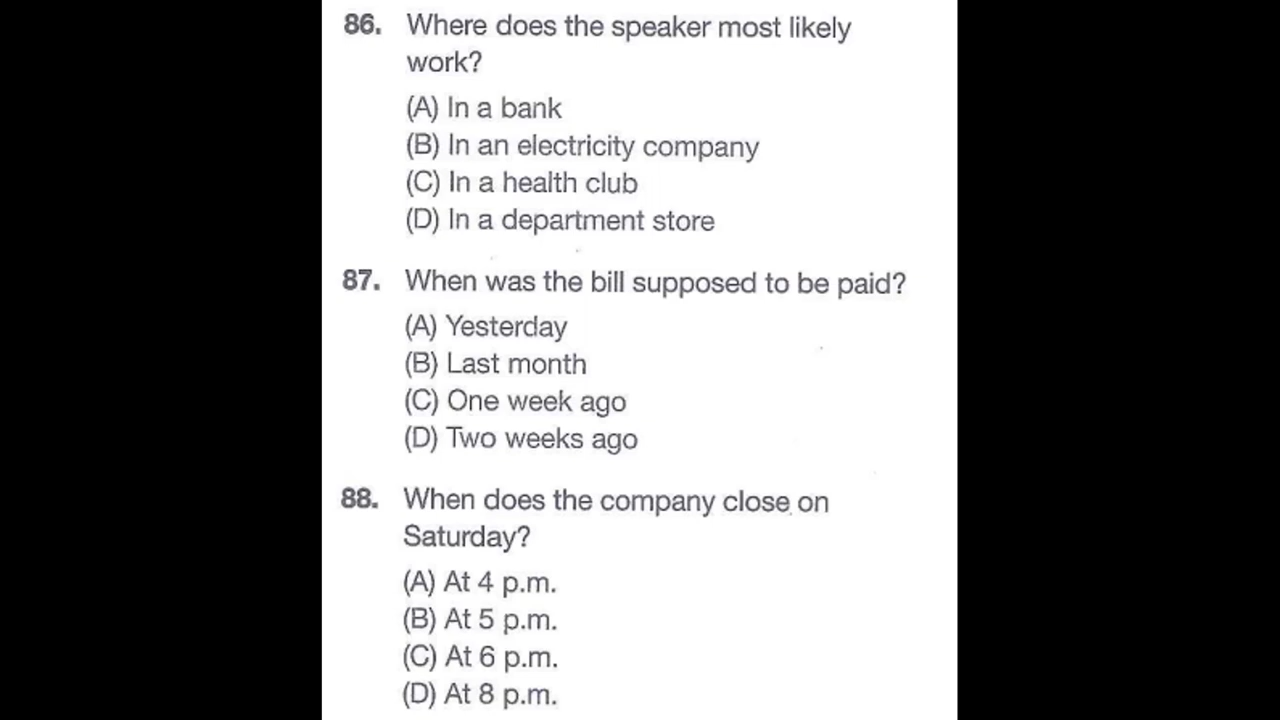 86. Where does the speaker most likely
work?
(A) In a bank
(B) In an electricity company
(C) In a health club
(D) In a department store
87. When was the bill supposed to be paid?
(A) Yesterday
(B) Last month
(C) One week ago
(D) Two weeks ago
88. When does the company close on
Saturday?
(A) At 4 p.m.
(B) At 5 p.m.
(C) At 6 p.m.
(D) At 8 p.m.